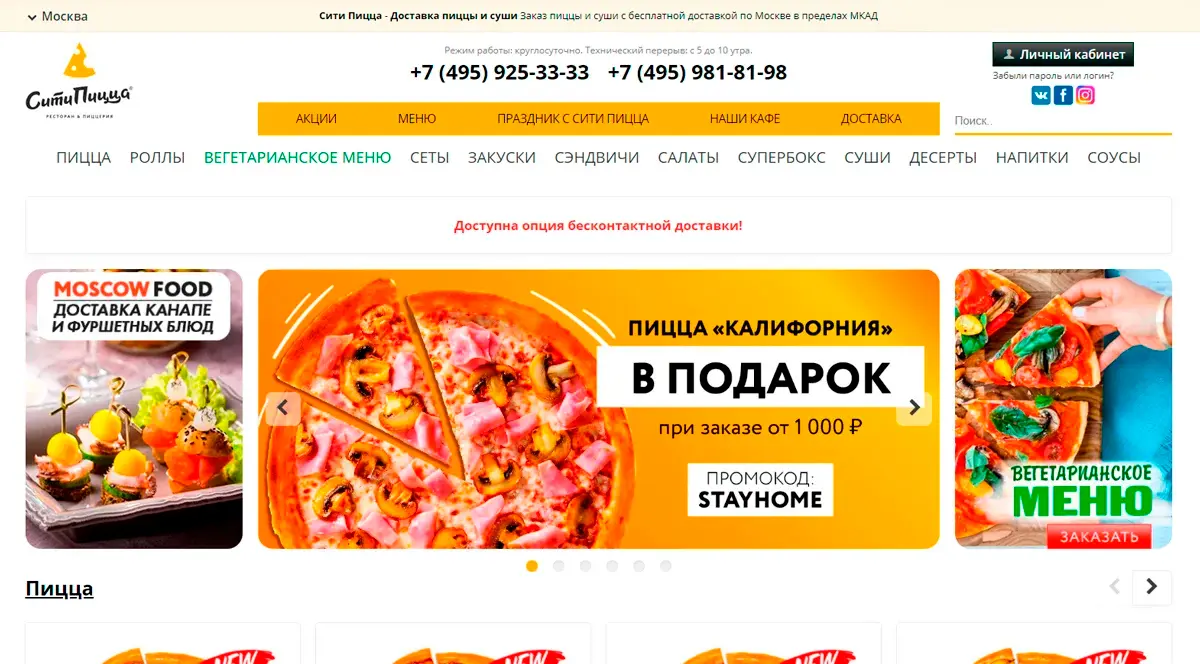 Москва
Сити Пицца - Доставка пиццы и суши Заказ пиццы и суши с бесплатной доставкой по Москве в пределах МКАД
СитиПицца
РЕСТОРАН & ПИЦЦЕРИЯ
Режим работы: круглосуточно. Технический перерыв: с 5 до 10 утра.
+7 (495) 925-33-33 +7 (495) 981-81-98
Личный кабинет
Забыли пароль или логин?
Поиск..
АКЦИИ МЕНЮ ПРАЗДНИК С СИТИ ПИЦЦА НАШИ КАФЕ ДОСТАВКА
ПИЦЦА РОЛЛЫ ВЕГЕТАРИАНСКОЕ МЕНЮ СЕТЫ ЗАКУСКИ СЭНДВИЧИ САЛАТЫ СУПЕРБОКС СУШИ ДЕСЕРТЫ НАПИТКИ СОУСЫ
Доступна опция бесконтактной доставки!
MOSCOW FOOD
ДОСТАВКА КАНАПЕ
И ФУРШЕТНЫХ БЛЮД
ПИЦЦА «КАЛИФОРНИЯ»
В ПОДАРОК
при заказе от 1 000 ₽
ПРОМОКОД:
STAYHOME
ВЕГЕТАРИАНСКОЕ
МЕНЮ
ЗАКАЗАТЬ
Пицца
NEW NEW NEW NEW